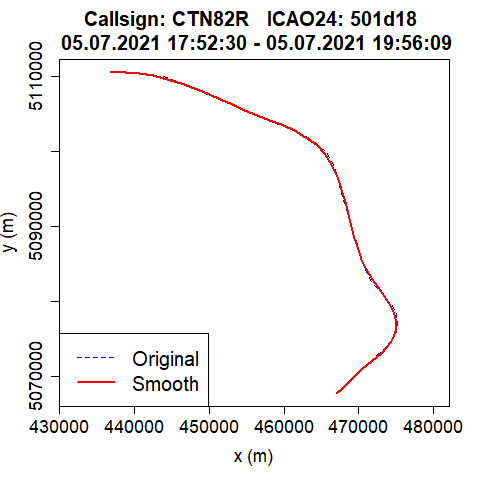 Callsign: CTN82R   ICAO24: 501d18
05.07.2021 17:52:30 - 05.07.2021 19:56:09
5110000
5090000
5070000
y (m)
Original
Smooth
430000 440000 450000 460000 470000 480000
x (m)